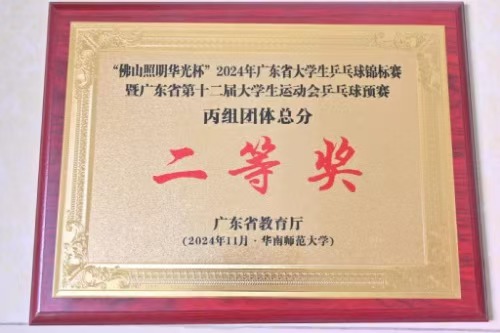 “佛山照明华光杯”2024年广东省大学生乒乓球锦标赛
暨广东省第十二届大学生运动会乒乓球预赛
丙组团体总分
二等奖
广东省教育厅
(2024年11月·华南师范大学)